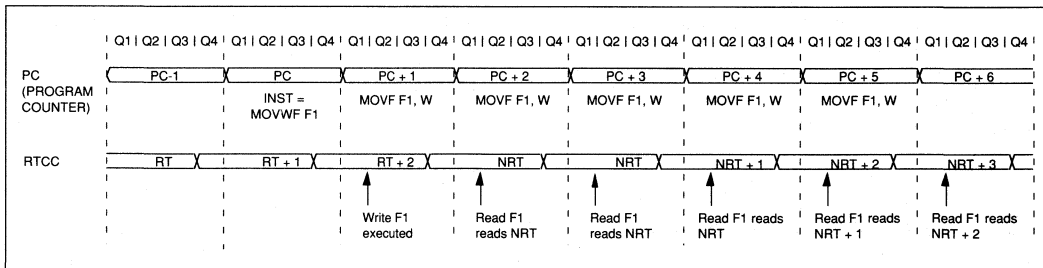 Q1 | Q2 | Q3 | Q4 Q1 | Q2 | Q3 | Q4 Q1 | Q2 | Q3 | Q4 Q1 | Q2 | Q3 | Q4 Q1 | Q2 | Q3 | Q4 Q1 | Q2 | Q3 | Q4 Q1 | Q2 | Q3 | Q4 Q1 | Q2 | Q3 | Q4
PC PC-1 PC PC + 1 PC + 2 PC + 3 PC + 4 PC + 5 PC + 6
(PROGRAM
COUNTER)
INST = MOVF F1, W MOVF F1, W MOVF F1, W MOVF F1, W MOVF F1, W
MOVWF F1
RTCC RT RT + 1 RT + 2 NRT NRT NRT + 1 NRT + 2 NRT + 3
Write F1 Read F1 Read F1 Read F1 reads Read F1 reads Read F1 reads
executed reads NRT reads NRT NRT NRT + 1 NRT + 2